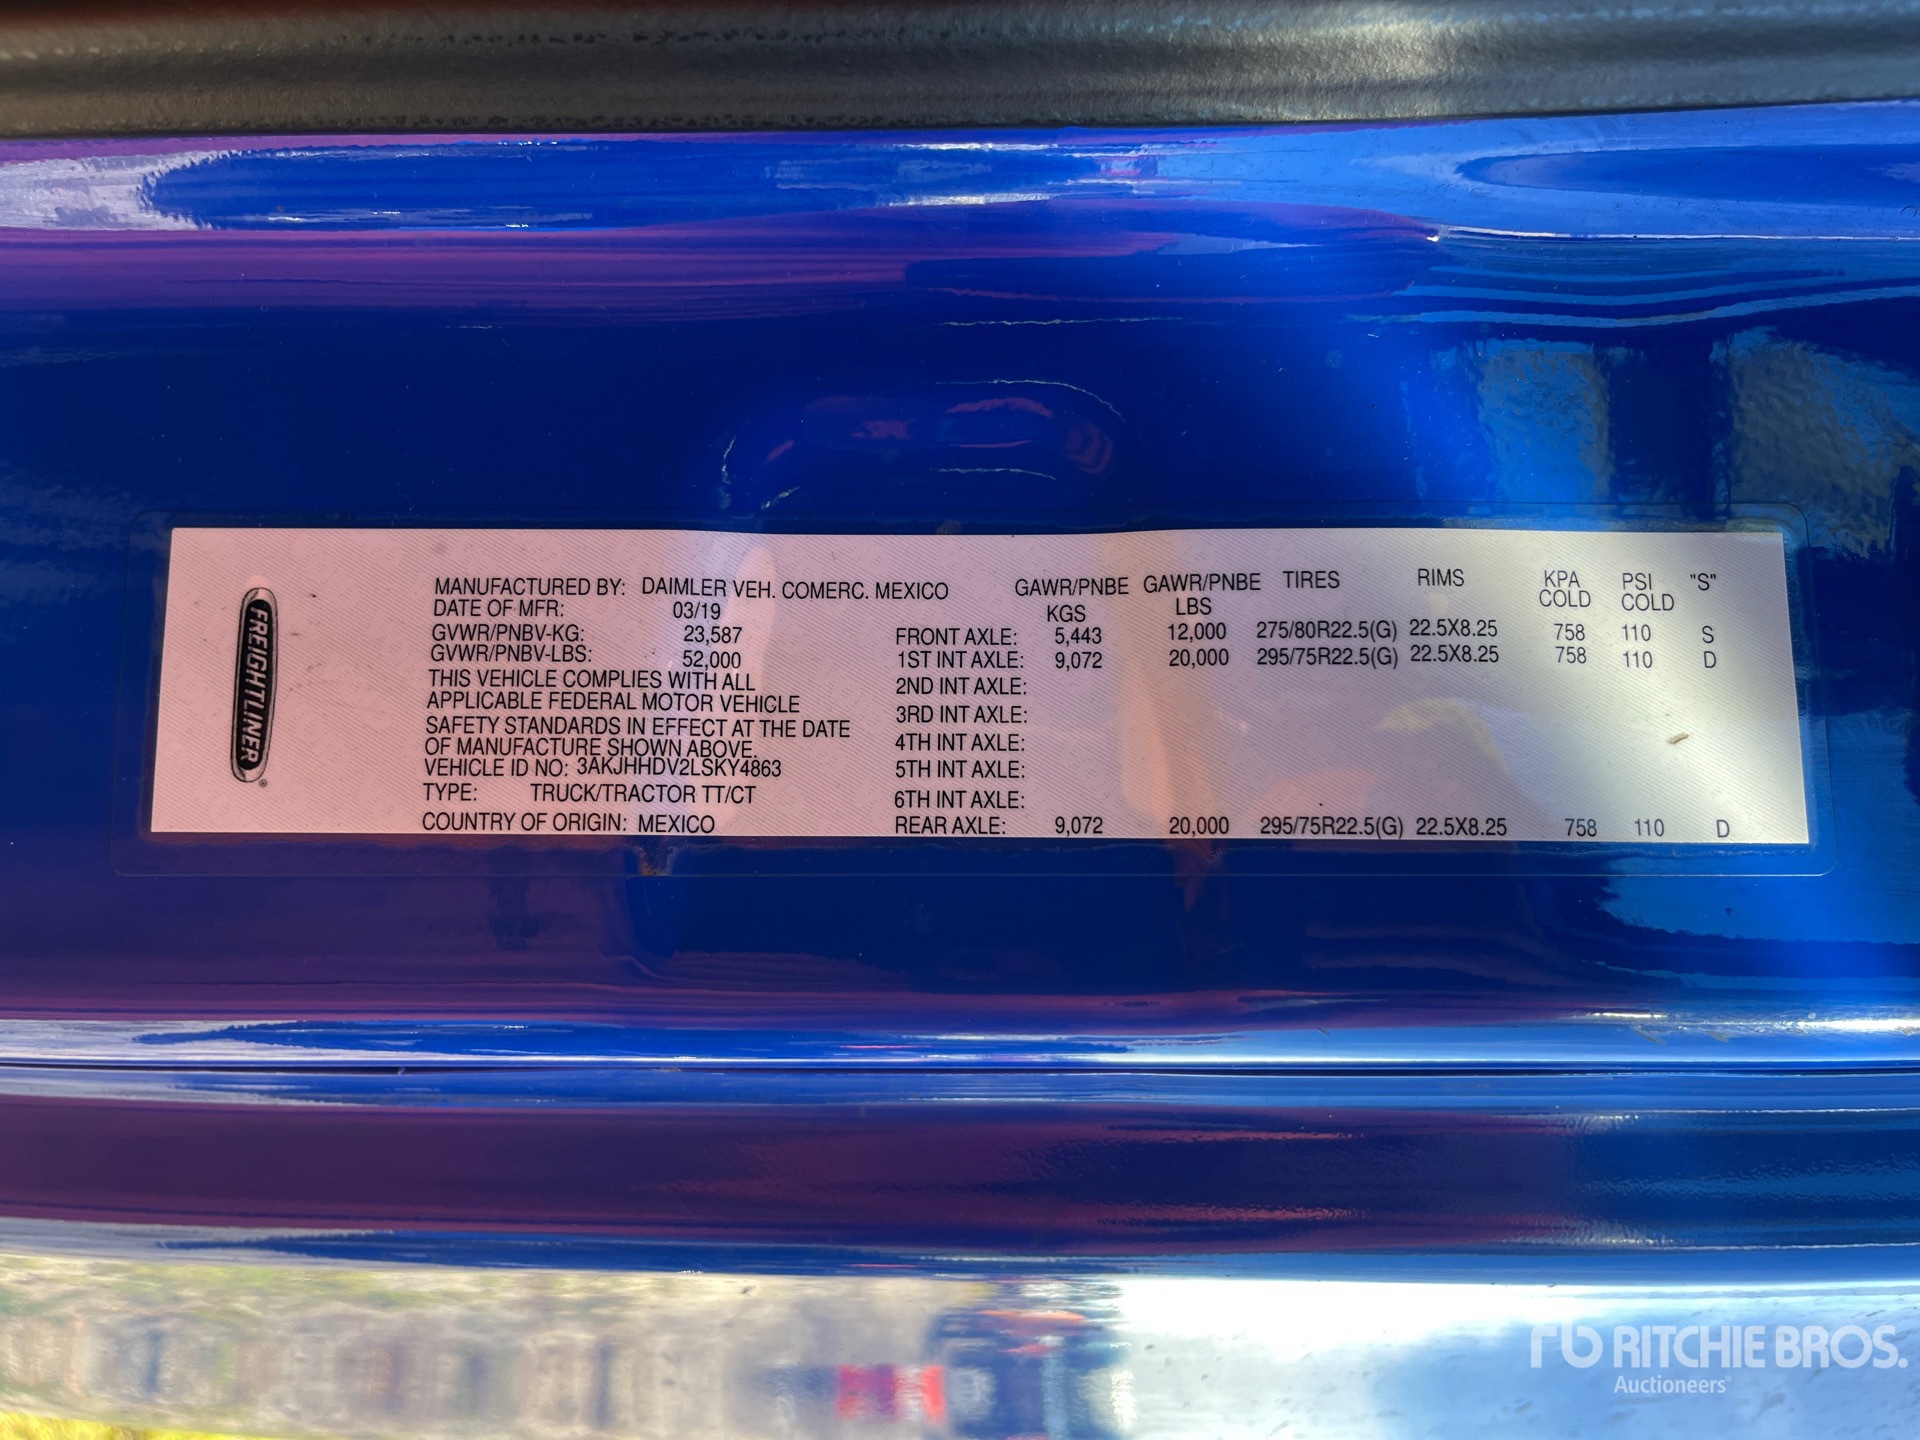 FREIGHTLINER
MANUFACTURED BY: DAIMLER VEH. COMERC. MEXICO
DATE OF MFR: 03/19
GVWR/PNBV-KG: 23,587
GVWR/PNBV-LBS: 52,000
THIS VEHICLE COMPLIES WITH ALL
APPLICABLE FEDERAL MOTOR VEHICLE
SAFETY STANDARDS IN EFFECT AT THE DATE
OF MANUFACTURE SHOWN ABOVE.
VEHICLE ID NO: 3AKJHHDV2LSKY4863
TYPE: TRUCK/TRACTOR TT/CT
COUNTRY OF ORIGIN: MEXICO
GAWR/PNBE KGS GAWR/PNBE LBS TIRES RIMS KPA COLD PSI COLD "S"
FRONT AXLE: 5,443 12,000 275/80R22.5(G) 22.5X8.25 758 110 S
1ST INT AXLE: 9,072 20,000 295/75R22.5(G) 22.5X8.25 758 110 D
2ND INT AXLE:
3RD INT AXLE:
4TH INT AXLE:
5TH INT AXLE:
6TH INT AXLE:
REAR AXLE: 9,072 20,000 295/75R22.5(G) 22.5X8.25 758 110 D
rb RITCHIE BROS.
Auctioneers